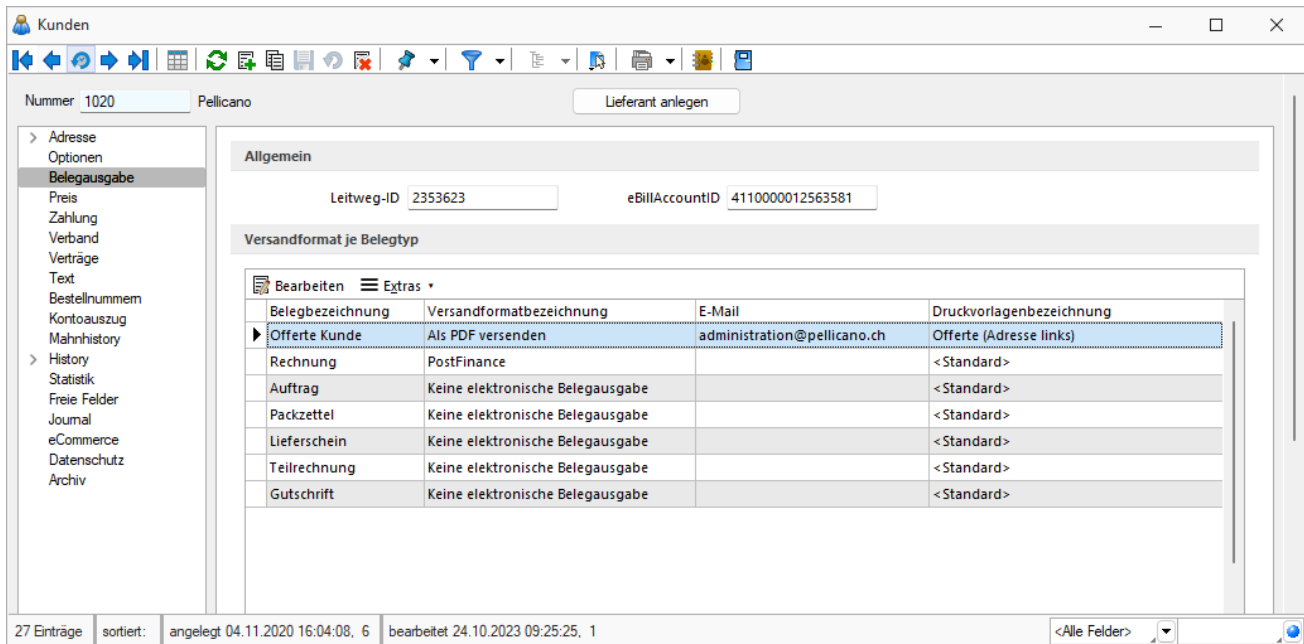 Kunden
Nummer 1020 Pellicano Lieferant anlegen
Adresse
Optionen
Belegausgabe
Preis
Zahlung
Verband
Verträge
Text
Bestellnummern
Kontoauszug
Mahnhistory
History
Statistik
Freie Felder
Journal
eCommerce
Datenschutz
Archiv
Allgemein
Leitweg-ID 2353623 eBillAccountID 4110000012563581
Versandformat je Belegtyp
Bearbeiten Extras
Belegbezeichnung Versandformatbezeichnung E-Mail Druckvorlagenbezeichnung
Offerte Kunde Als PDF versenden administration@pellicano.ch Offerte (Adresse links)
Rechnung PostFinance <Standard>
Auftrag Keine elektronische Belegausgabe <Standard>
Packzettel Keine elektronische Belegausgabe <Standard>
Lieferschein Keine elektronische Belegausgabe <Standard>
Teilrechnung Keine elektronische Belegausgabe <Standard>
Gutschrift Keine elektronische Belegausgabe <Standard>
27 Einträge sortiert: angelegt 04.11.2020 16:04:08, 6 bearbeitet 24.10.2023 09:25:25, 1 <Alle Felder>